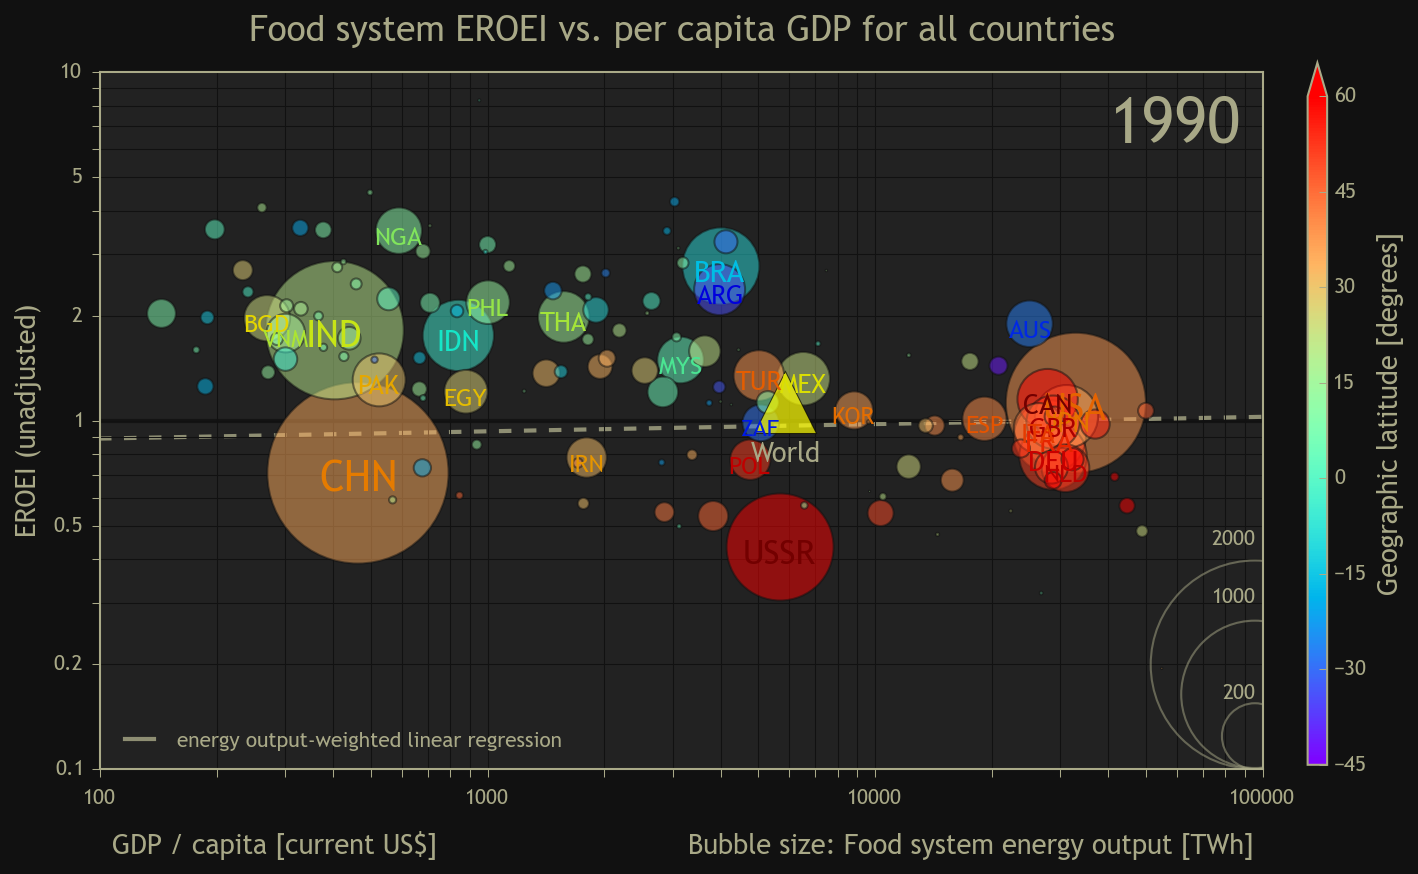 Food system EROEI vs. per capita GDP for all countries
1990
EROEI (unadjusted)
10
5
2
1
0.5
0.2
0.1
NGA
BRA
ARG
BGD
VNM
IND
PHL
IDN
THA
AUS
MYS
PAK
EGY
TUR
MEX
KOR
CAN
ESP
ZAF
GBR
World
CHN
IRN
POL
DEU
USSR
2000
1000
200
energy output-weighted linear regression
100
1000
10000
100000
GDP / capita [current US$]
Bubble size: Food system energy output [TWh]
60
45
30
15
0
−15
−30
−45
Geographic latitude [degrees]